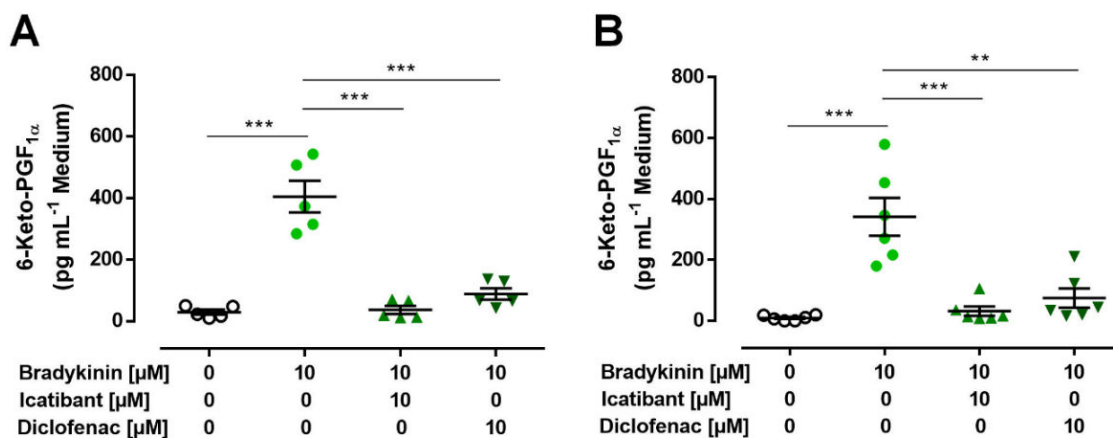 A
6-Keto-PGF1α
(pg mL-1 Medium)
800
600
400
200
0
***
***
***
Bradykinin [µM] 0 10 10 10
Icatibant [µM] 0 0 10 0
Diclofenac [µM] 0 0 0 10
B
6-Keto-PGF1α
(pg mL-1 Medium)
800
600
400
200
0
**
***
***
Bradykinin [µM] 0 10 10 10
Icatibant [µM] 0 0 10 0
Diclofenac [µM] 0 0 0 10